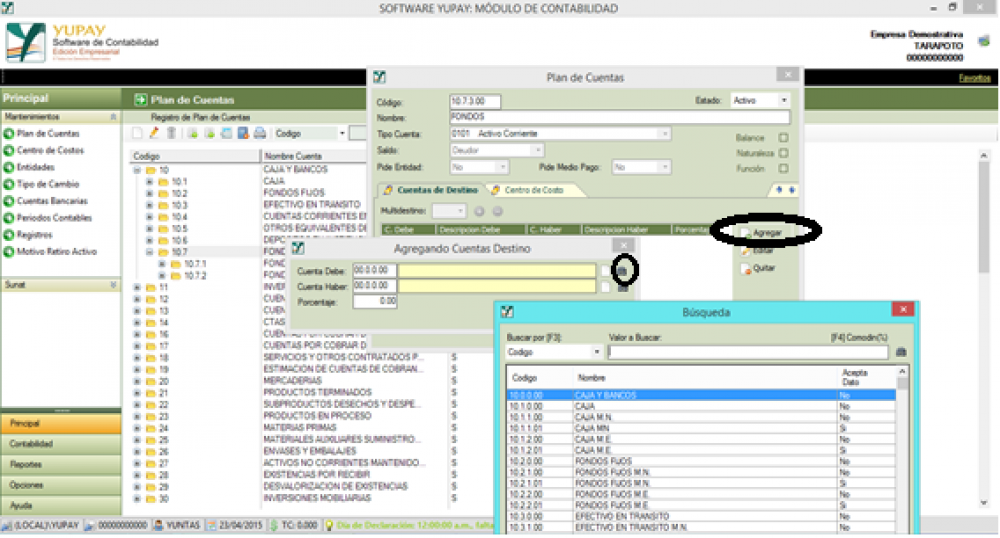 SOFTWARE YUPAY: MÓDULO DE CONTABILIDAD
YUPAY
Software de Contabilidad
Edición Empresarial
Empresa Demostrativa
TARAPOTO
00000000000
Favoritos
Principal
Mantenimientos
Plan de Cuentas
Centro de Costos
Entidades
Tipo de Cambio
Cuentas Bancarias
Periodos Contables
Registros
Motivo Retiro Activo
Sunat
Principal
Contabilidad
Reportes
Opciones
Ayuda
Plan de Cuentas
Registro de Plan de Cuentas
Codigo
Codigo Nombre Cuenta
10 CAJA Y BANCOS
10.1 CAJA
10.2 FONDOS FIJOS
10.3 EFECTIVO EN TRANSITO
10.4 CUENTAS CORRIENTES EN
10.5 OTROS EQUIVALENTES DE
10.6
10.7 FOND
10.7.1 FOND
10.7.2 FOND
11 INVER
12 CUEN
13 CUEN
14 CTAS
16
17 CUENTAS POR COBRAR D
18 SERVICIOS Y OTROS CONTRATADOS P... S
19 ESTIMACION DE CUENTAS DE COBRAN... S
20 MERCADERIAS S
21 PRODUCTOS TERMINADOS S
22 SUBPRODUCTOS DESECHOS Y DESPE... S
23 PRODUCTOS EN PROCESO S
24 MATERIAS PRIMAS S
25 MATERIALES AUXILIARES SUMINISTRO... S
26 ENVASES Y EMBALAJES S
27 ACTIVOS NO CORRIENTES MANTENIDO... S
28 EXISTENCIAS POR RECIBIR S
29 DESVALORIZACION DE EXISTENCIAS S
30 INVERSIONES MOBILIARIAS S
Plan de Cuentas
Código: 10.7.3.00 Estado: Activo
Nombre: FONDOS
Tipo Cuenta: 0101 Activo Corriente
Saldo: Deudor
Pide Entidad: No Pide Medio Pago: No
Balance
Naturaleza
Función
Cuentas de Destino Centro de Costo
Multidestino:
C. Debe Descripcion Debe C. Haber Descripcion Haber Porcenta
Agregar
Editar
Quitar
Agregando Cuentas Destino
Cuenta Debe: 00.0.0.00
Cuenta Haber: 00.0.0.00
Porcentaje: 0.00
Búsqueda
Buscar por [F3]: Valor a Buscar: [F4] Comodin(%)
Codigo
Codigo Nombre Acepta Dato
10.0.0.00 CAJA Y BANCOS No
10.1.0.00 CAJA No
10.1.1.00 CAJA M.N. No
10.1.1.01 CAJA MN Si
10.1.2.00 CAJA M.E. No
10.1.2.01 CAJA M.E. Si
10.2.0.00 FONDOS FIJOS No
10.2.1.00 FONDOS FIJOS M.N. No
10.2.1.01 FONDOS FIJOS M.N. Si
10.2.2.00 FONDOS FIJOS M.E. No
10.2.2.01 FONDOS FIJOS M.E. Si
10.3.0.00 EFECTIVO EN TRANSITO No
10.3.1.00 EFECTIVO EN TRANSITO M.N. No
(LOCAL)\YUPAY 00000000000 YUNTAS 23/04/2015 TC: 0.000 Dia de Declaración: 12:00:00 a.m., falta